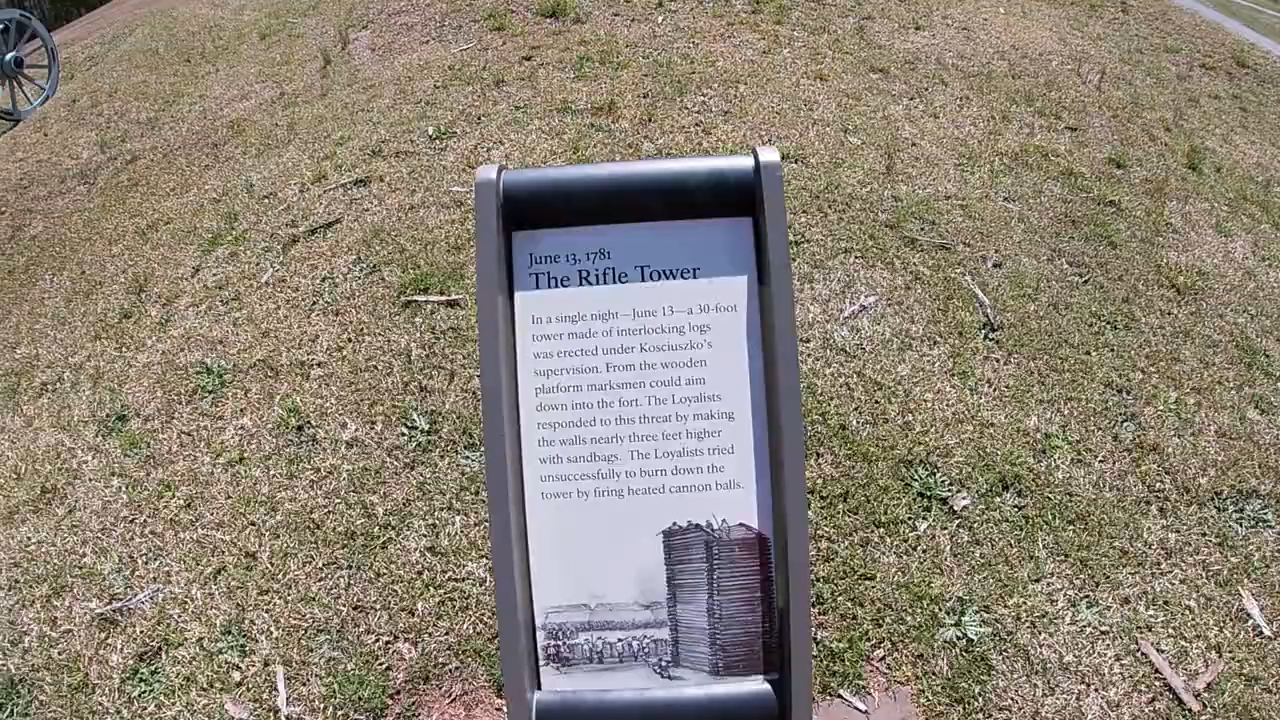 June 13, 1781
The Rifle Tower
In a single night—June 13—a 30-foot
tower made of interlocking logs
was erected under Kosciuszko's
supervision. From the wooden
platform marksmen could aim
down into the fort. The Loyalists
responded to this threat by making
the walls nearly three feet higher
with sandbags. The Loyalists tried
unsuccessfully to burn down the
tower by firing heated cannon balls.